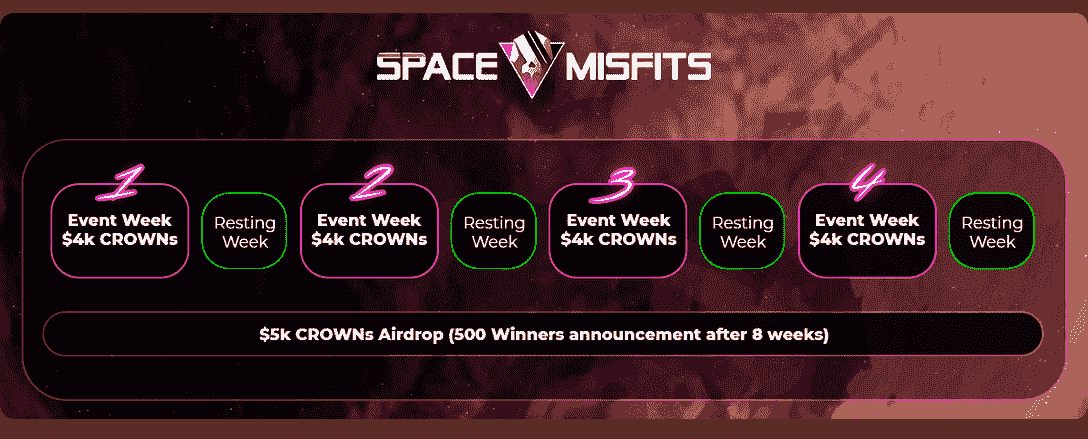 SPACE MISFITS
1
Event Week
$4k CROWNs
Resting
Week
2
Event Week
$4k CROWNs
Resting
Week
3
Event Week
$4k CROWNs
Resting
Week
4
Event Week
$4k CROWNs
Resting
Week
$5k CROWNs Airdrop (500 Winners announcement after 8 weeks)